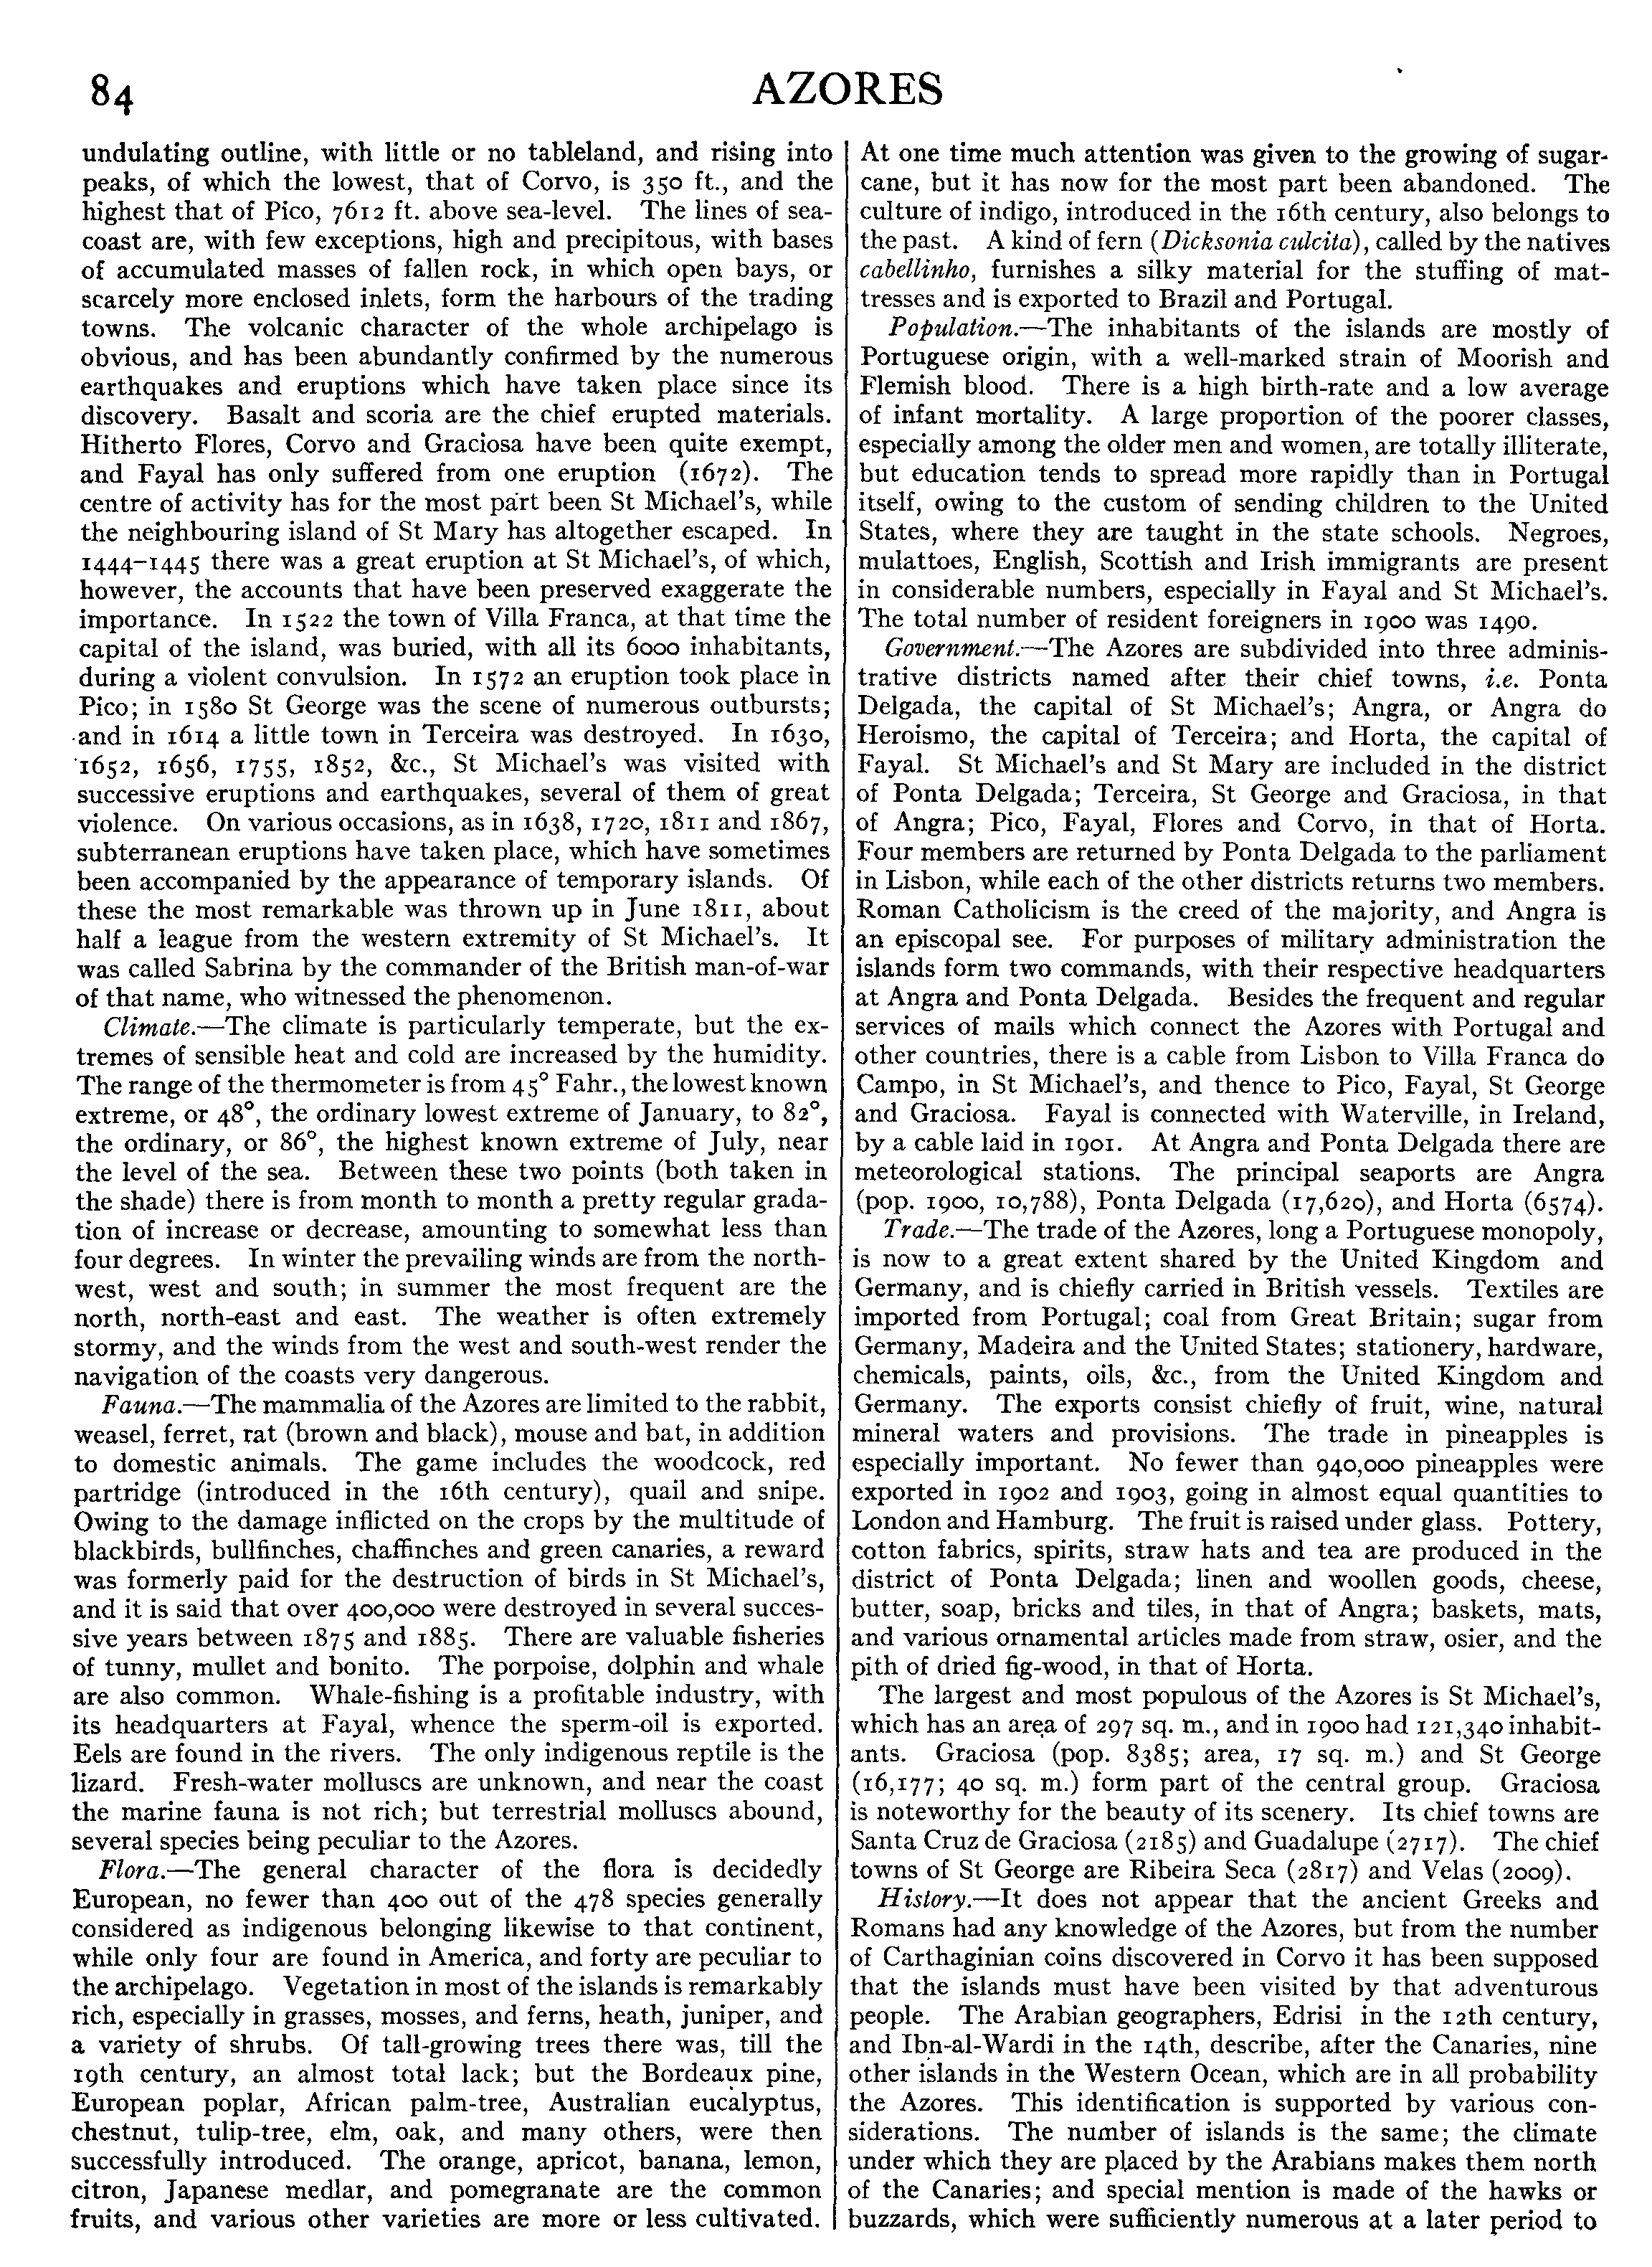 84
AZORES
undulating outline, with little or no tableland, and rising into
peaks, of which the lowest, that of Corvo, is 350 ft., and the
highest that of Pico, 7612 ft. above sea-level. The lines of sea-
coast are, with few exceptions, high and precipitous, with bases
of accumulated masses of fallen rock, in which open bays, or
scarcely more enclosed inlets, form the harbours of the trading
towns. The volcanic character of the whole archipelago is
obvious, and has been abundantly confirmed by the numerous
earthquakes and eruptions which have taken place since its
discovery. Basalt and scoria are the chief erupted materials.
Hitherto Flores, Corvo and Graciosa have been quite exempt,
and Fayal has only suffered from one eruption (1672). The
centre of activity has for the most part been St Michael's, while
the neighbouring island of St Mary has altogether escaped. In
1444-1445 there was a great eruption at St Michael's, of which,
however, the accounts that have been preserved exaggerate the
importance. In 1522 the town of Villa Franca, at that time the
capital of the island, was buried, with all its 6000 inhabitants,
during a violent convulsion. In 1572 an eruption took place in
Pico; in 1580 St George was the scene of numerous outbursts;
and in 1614 a little town in Terceira was destroyed. In 1630,
1652, 1656, 1755, 1852, &c., St Michael's was visited with
successive eruptions and earthquakes, several of them of great
violence. On various occasions, as in 1638, 1720, 1811 and 1867,
subterranean eruptions have taken place, which have sometimes
been accompanied by the appearance of temporary islands. Of
these the most remarkable was thrown up in June 1811, about
half a league from the western extremity of St Michael's. It
was called Sabrina by the commander of the British man-of-war
of that name, who witnessed the phenomenon.
Climate.—The climate is particularly temperate, but the ex-
tremes of sensible heat and cold are increased by the humidity.
The range of the thermometer is from 45° Fahr., the lowest known
extreme, or 48°, the ordinary lowest extreme of January, to 82°,
the ordinary, or 86°, the highest known extreme of July, near
the level of the sea. Between these two points (both taken in
the shade) there is from month to month a pretty regular grada-
tion of increase or decrease, amounting to somewhat less than
four degrees. In winter the prevailing winds are from the north-
west, west and south; in summer the most frequent are the
north, north-east and east. The weather is often extremely
stormy, and the winds from the west and south-west render the
navigation of the coasts very dangerous.
Fauna.—The mammalia of the Azores are limited to the rabbit,
weasel, ferret, rat (brown and black), mouse and bat, in addition
to domestic animals. The game includes the woodcock, red
partridge (introduced in the 16th century), quail and snipe.
Owing to the damage inflicted on the crops by the multitude of
blackbirds, bullfinches, chaffinches and green canaries, a reward
was formerly paid for the destruction of birds in St Michael's,
and it is said that over 400,000 were destroyed in several succes-
sive years between 1875 and 1885. There are valuable fisheries
of tunny, mullet and bonito. The porpoise, dolphin and whale
are also common. Whale-fishing is a profitable industry, with
its headquarters at Fayal, whence the sperm-oil is exported.
Eels are found in the rivers. The only indigenous reptile is the
lizard. Fresh-water molluscs are unknown, and near the coast
the marine fauna is not rich; but terrestrial molluscs abound,
several species being peculiar to the Azores.
Flora.—The general character of the flora is decidedly
European, no fewer than 400 out of the 478 species generally
considered as indigenous belonging likewise to that continent,
while only four are found in America, and forty are peculiar to
the archipelago. Vegetation in most of the islands is remarkably
rich, especially in grasses, mosses, and ferns, heath, juniper, and
a variety of shrubs. Of tall-growing trees there was, till the
19th century, an almost total lack; but the Bordeaux pine,
European poplar, African palm-tree, Australian eucalyptus,
chestnut, tulip-tree, elm, oak, and many others, were then
successfully introduced. The orange, apricot, banana, lemon,
citron, Japanese medlar, and pomegranate are the common
fruits, and various other varieties are more or less cultivated.
At one time much attention was given to the growing of sugar-
cane, but it has now for the most part been abandoned. The
culture of indigo, introduced in the 16th century, also belongs to
the past. A kind of fern (Dicksonia culcita), called by the natives
cabellinho, furnishes a silky material for the stuffing of mat-
tresses and is exported to Brazil and Portugal.
Population.—The inhabitants of the islands are mostly of
Portuguese origin, with a well-marked strain of Moorish and
Flemish blood. There is a high birth-rate and a low average
of infant mortality. A large proportion of the poorer classes,
especially among the older men and women, are totally illiterate,
but education tends to spread more rapidly than in Portugal
itself, owing to the custom of sending children to the United
States, where they are taught in the state schools. Negroes,
mulattoes, English, Scottish and Irish immigrants are present
in considerable numbers, especially in Fayal and St Michael's.
The total number of resident foreigners in 1900 was 1490.
Government.—The Azores are subdivided into three adminis-
trative districts named after their chief towns, i.e. Ponta
Delgada, the capital of St Michael's; Angra, or Angra do
Heroismo, the capital of Terceira; and Horta, the capital of
Fayal. St Michael's and St Mary are included in the district
of Ponta Delgada; Terceira, St George and Graciosa, in that
of Angra; Pico, Fayal, Flores and Corvo, in that of Horta.
Four members are returned by Ponta Delgada to the parliament
in Lisbon, while each of the other districts returns two members.
Roman Catholicism is the creed of the majority, and Angra is
an episcopal see. For purposes of military administration the
islands form two commands, with their respective headquarters
at Angra and Ponta Delgada. Besides the frequent and regular
services of mails which connect the Azores with Portugal and
other countries, there is a cable from Lisbon to Villa Franca do
Campo, in St Michael's, and thence to Pico, Fayal, St George
and Graciosa. Fayal is connected with Waterville, in Ireland,
by a cable laid in 1901. At Angra and Ponta Delgada there are
meteorological stations. The principal seaports are Angra
(pop. 1900, 10,788), Ponta Delgada (17,620), and Horta (6574).
Trade.—The trade of the Azores, long a Portuguese monopoly,
is now to a great extent shared by the United Kingdom and
Germany, and is chiefly carried in British vessels. Textiles are
imported from Portugal; coal from Great Britain; sugar from
Germany, Madeira and the United States; stationery, hardware,
chemicals, paints, oils, &c., from the United Kingdom and
Germany. The exports consist chiefly of fruit, wine, natural
mineral waters and provisions. The trade in pineapples is
especially important. No fewer than 940,000 pineapples were
exported in 1902 and 1903, going in almost equal quantities to
London and Hamburg. The fruit is raised under glass. Pottery,
cotton fabrics, spirits, straw hats and tea are produced in the
district of Ponta Delgada; linen and woollen goods, cheese,
butter, soap, bricks and tiles, in that of Angra; baskets, mats,
and various ornamental articles made from straw, osier, and the
pith of dried fig-wood, in that of Horta.
The largest and most populous of the Azores is St Michael's,
which has an area of 297 sq. m., and in 1900 had 121,340 inhabit-
ants. Graciosa (pop. 8385; area, 17 sq. m.) and St George
(16,177; 40 sq. m.) form part of the central group. Graciosa
is noteworthy for the beauty of its scenery. Its chief towns are
Santa Cruz de Graciosa (2185) and Guadalupe (2717). The chief
towns of St George are Ribeira Seca (2817) and Velas (2009).
History.—It does not appear that the ancient Greeks and
Romans had any knowledge of the Azores, but from the number
of Carthaginian coins discovered in Corvo it has been supposed
that the islands must have been visited by that adventurous
people. The Arabian geographers, Edrisi in the 12th century,
and Ibn-al-Wardi in the 14th, describe, after the Canaries, nine
other islands in the Western Ocean, which are in all probability
the Azores. This identification is supported by various con-
siderations. The number of islands is the same; the climate
under which they are placed by the Arabians makes them north
of the Canaries; and special mention is made of the hawks or
buzzards, which were sufficiently numerous at a later period to